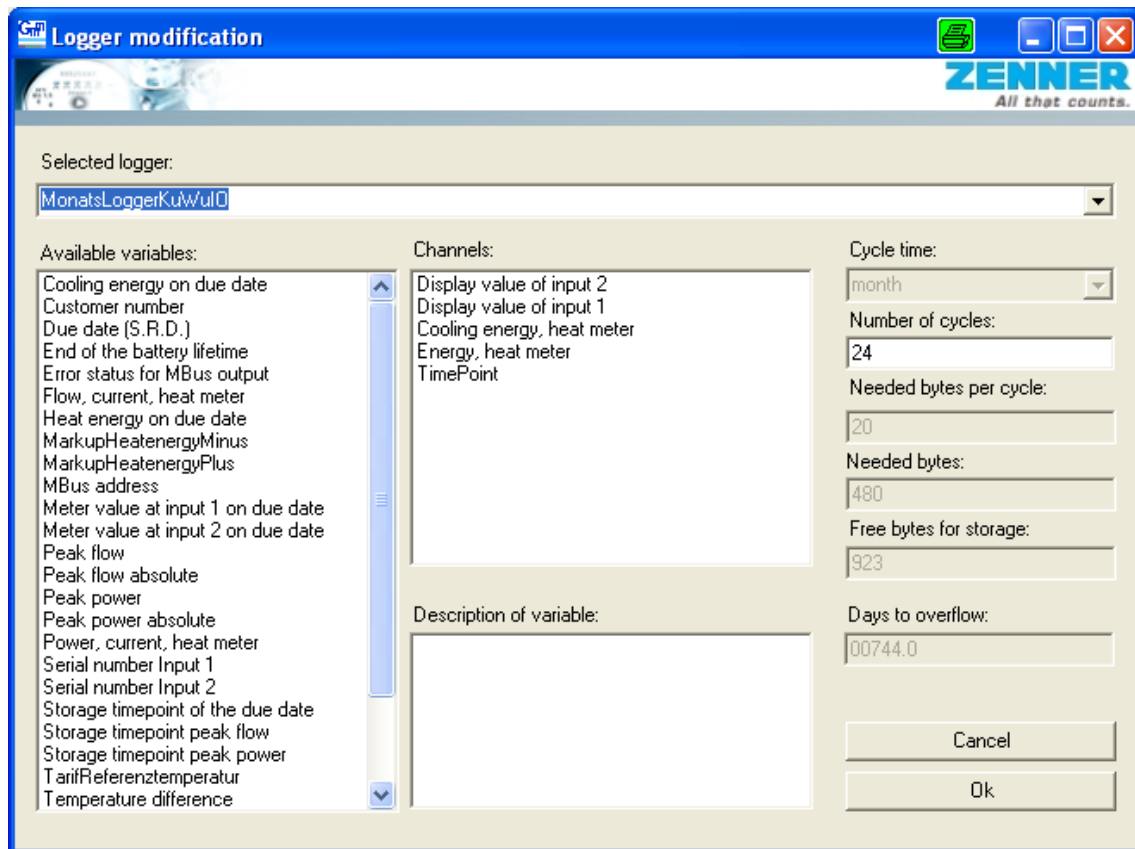 Logger modification
ZENNER
All that counts.
Selected logger:
MonatsLoggerKuWuIO
Available variables:
Cooling energy on due date
Customer number
Due date (S.R.D.)
End of the battery lifetime
Error status for MBus output
Flow, current, heat meter
Heat energy on due date
MarkupHeatenergyMinus
MarkupHeatenergyPlus
MBus address
Meter value at input 1 on due date
Meter value at input 2 on due date
Peak flow
Peak flow absolute
Peak power
Peak power absolute
Power, current, heat meter
Serial number Input 1
Serial number Input 2
Storage timepoint of the due date
Storage timepoint peak flow
Storage timepoint peak power
TarifReferenztemperatur
Temperature difference
Channels:
Display value of input 2
Display value of input 1
Cooling energy, heat meter
Energy, heat meter
TimePoint
Description of variable:
Cycle time:
month
Number of cycles:
24
Needed bytes per cycle:
20
Needed bytes:
480
Free bytes for storage:
923
Days to overflow:
00744.0
Cancel
Ok